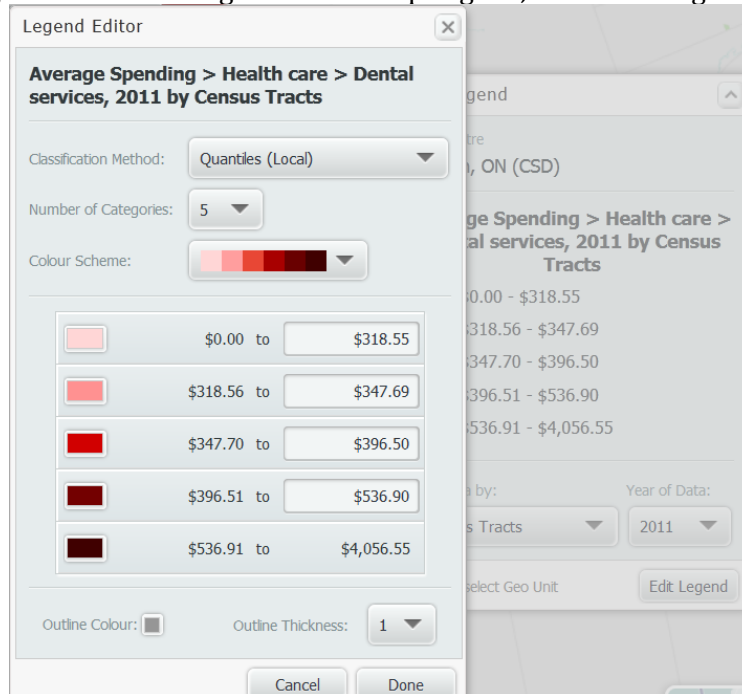 Legend Editor
Average Spending > Health care > Dental
services, 2011 by Census Tracts
Classification Method: Quantiles (Local)
Number of Categories: 5
Colour Scheme:
$0.00 to $318.55
$318.56 to $347.69
$347.70 to $396.50
$396.51 to $536.90
$536.91 to $4,056.55
Outline Colour: Outline Thickness: 1
Cancel Done
, ON (CSD)
Spending > Health care >
services, 2011 by Census
Tracts
0.00 - $318.55
318.56 - $347.69
347.70 - $396.50
396.51 - $536.90
536.91 - $4,056.55
by: Year of Data:
Tracts 2011
select Geo Unit Edit Legend